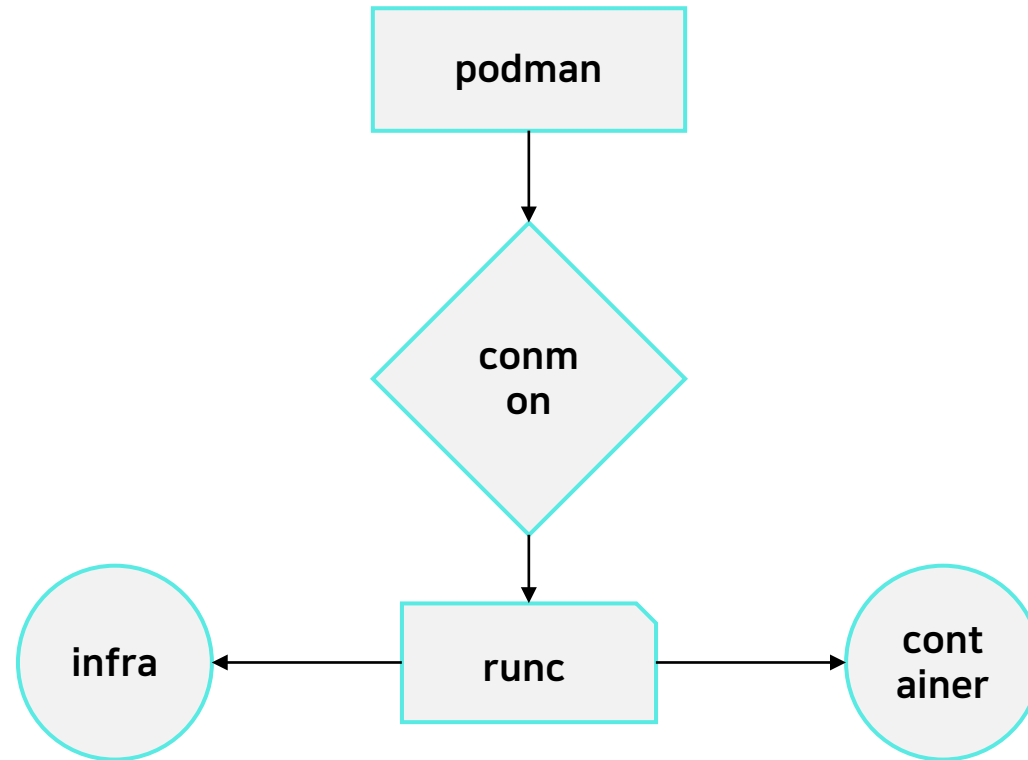 podman
conm
on
infra
runc
cont
ainer